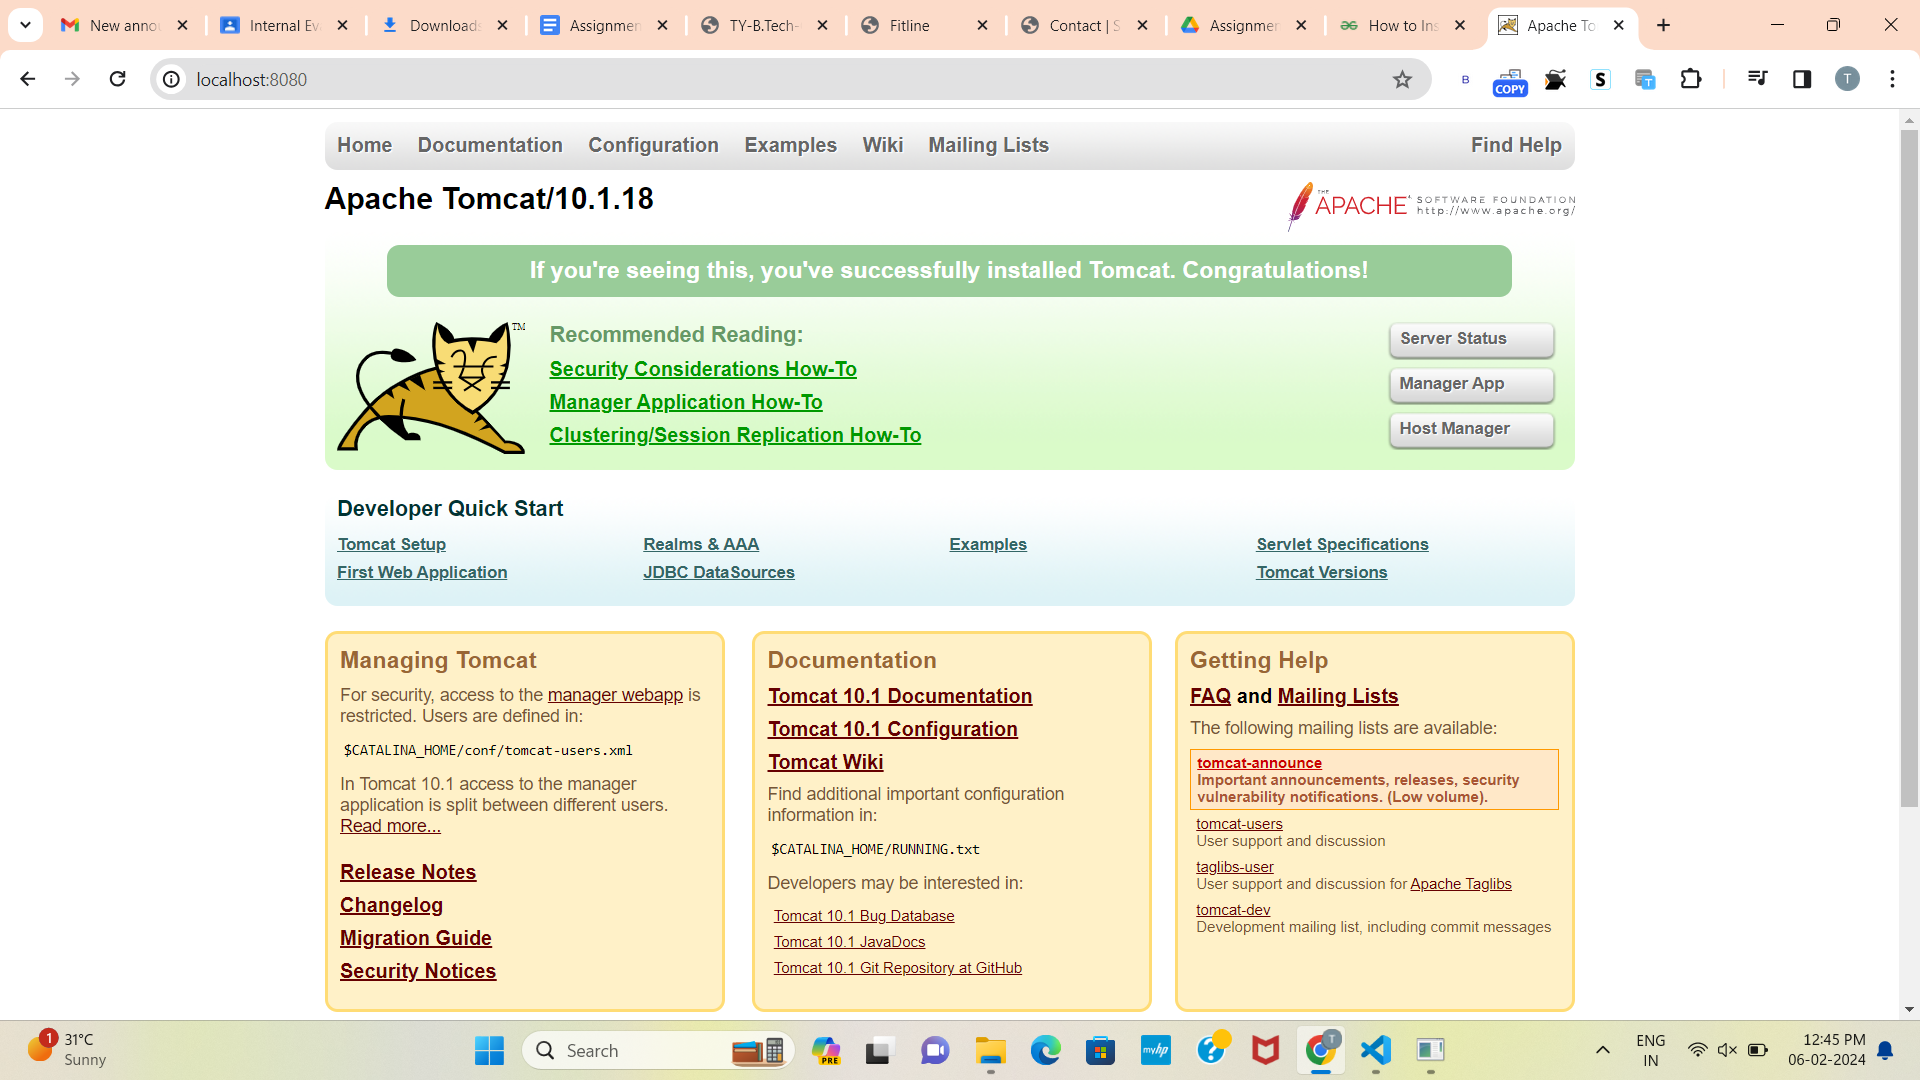 New anno
Internal Ev
Downloads
Assignmen
TY-B.Tech-
Fitline
Contact | S
Assignmen
How to Ins
Apache To
localhost:8080
B
COPY
S
T
T
Home Documentation Configuration Examples Wiki Mailing Lists Find Help
Apache Tomcat/10.1.18
THE
APACHE SOFTWARE FOUNDATION
http://www.apache.org/
If you're seeing this, you've successfully installed Tomcat. Congratulations!
TM
Recommended Reading:
Security Considerations How-To
Manager Application How-To
Clustering/Session Replication How-To
Server Status
Manager App
Host Manager
Developer Quick Start
Tomcat Setup
First Web Application
Realms & AAA
JDBC DataSources
Examples
Servlet Specifications
Tomcat Versions
Managing Tomcat
For security, access to the manager webapp is
restricted. Users are defined in:
$CATALINA_HOME/conf/tomcat-users.xml
In Tomcat 10.1 access to the manager
application is split between different users.
Read more...
Release Notes
Changelog
Migration Guide
Security Notices
Documentation
Tomcat 10.1 Documentation
Tomcat 10.1 Configuration
Tomcat Wiki
Find additional important configuration
information in:
$CATALINA_HOME/RUNNING.txt
Developers may be interested in:
Tomcat 10.1 Bug Database
Tomcat 10.1 JavaDocs
Tomcat 10.1 Git Repository at GitHub
Getting Help
FAQ and Mailing Lists
The following mailing lists are available:
tomcat-announce
Important announcements, releases, security
vulnerability notifications. (Low volume).
tomcat-users
User support and discussion
taglibs-user
User support and discussion for Apache Taglibs
tomcat-dev
Development mailing list, including commit messages
1
31°C
Sunny
Search
PRE
myhp
T
ENG
IN
12:45 PM
06-02-2024